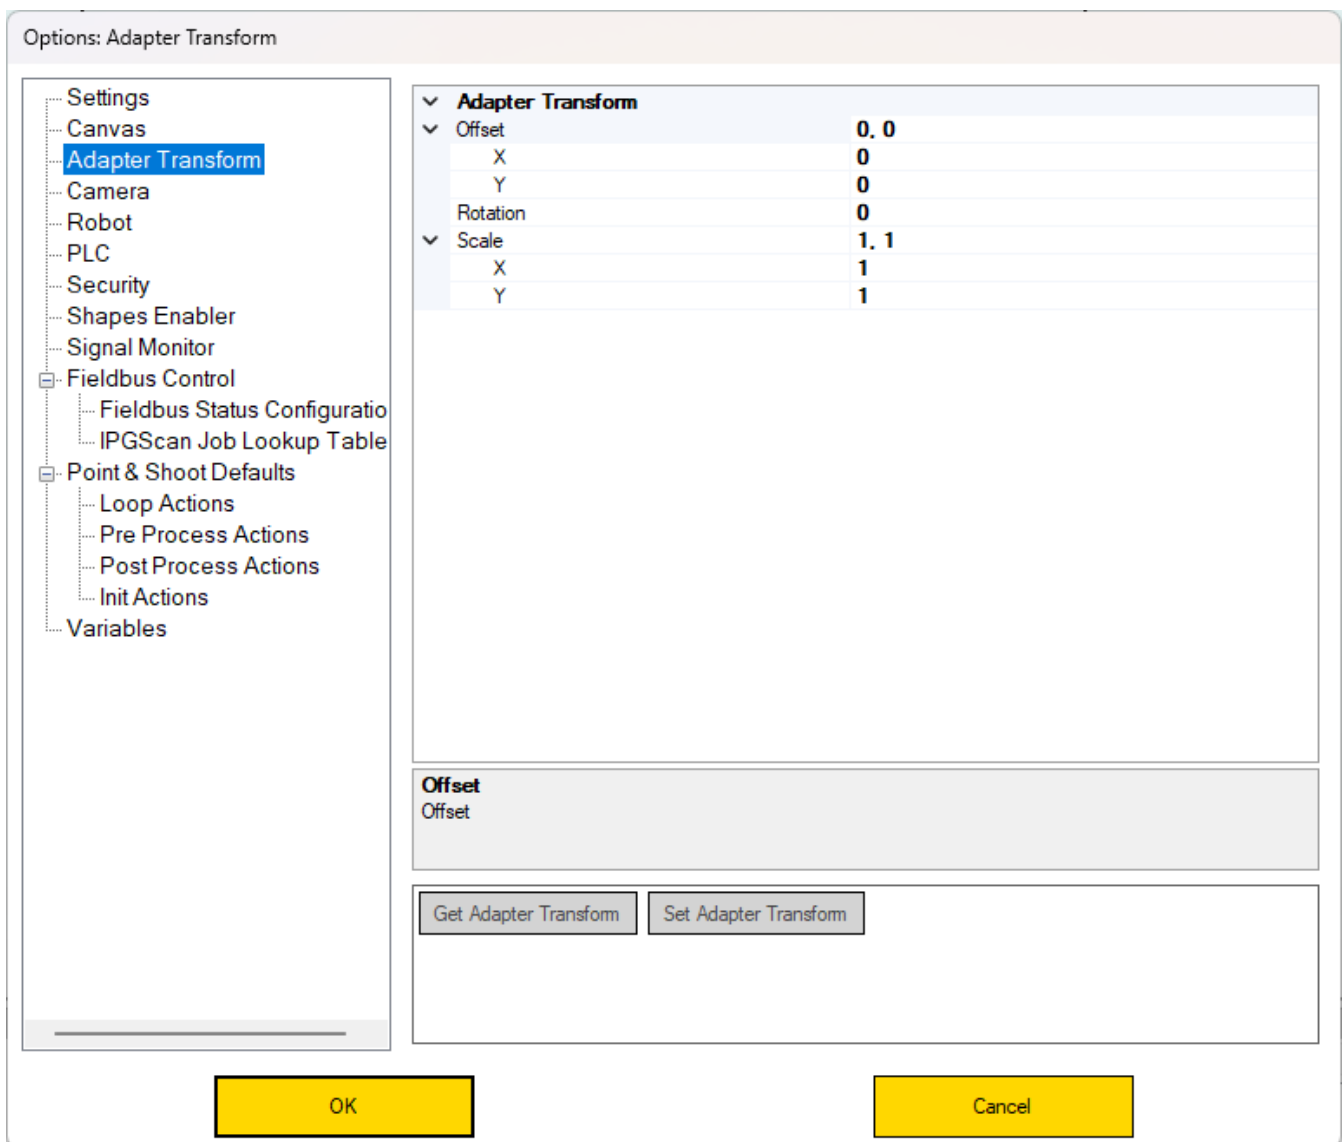 Options: Adapter Transform
Settings
Canvas
Adapter Transform
Camera
Robot
PLC
Security
Shapes Enabler
Signal Monitor
Fieldbus Control
Fieldbus Status Configuratio
IPGScan Job Lookup Table
Point & Shoot Defaults
Loop Actions
Pre Process Actions
Post Process Actions
Init Actions
Variables
Adapter Transform
Offset 0, 0
X 0
Y 0
Rotation 0
Scale 1, 1
X 1
Y 1
Offset
Offset
Get Adapter Transform Set Adapter Transform
OK Cancel